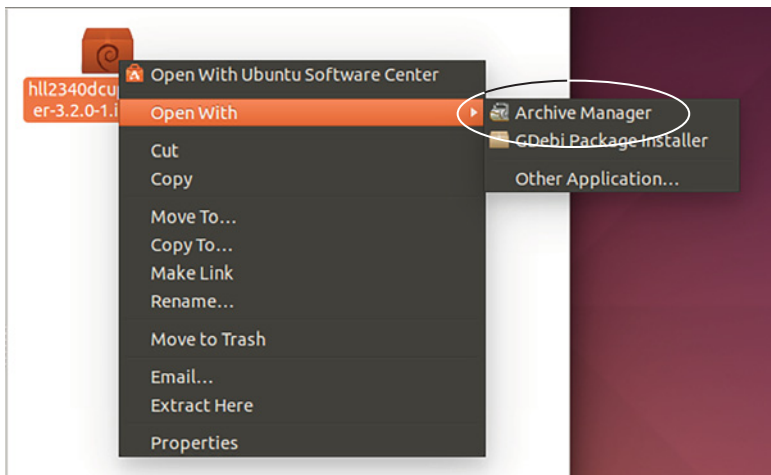 hll2340dcu
er-3.2.0-1.i
Open With Ubuntu Software Center
Open With
Cut
Copy
Move To...
Copy To...
Make Link
Rename...
Move to Trash
Email...
Extract Here
Properties
Archive Manager
GDebi Package Installer
Other Application...